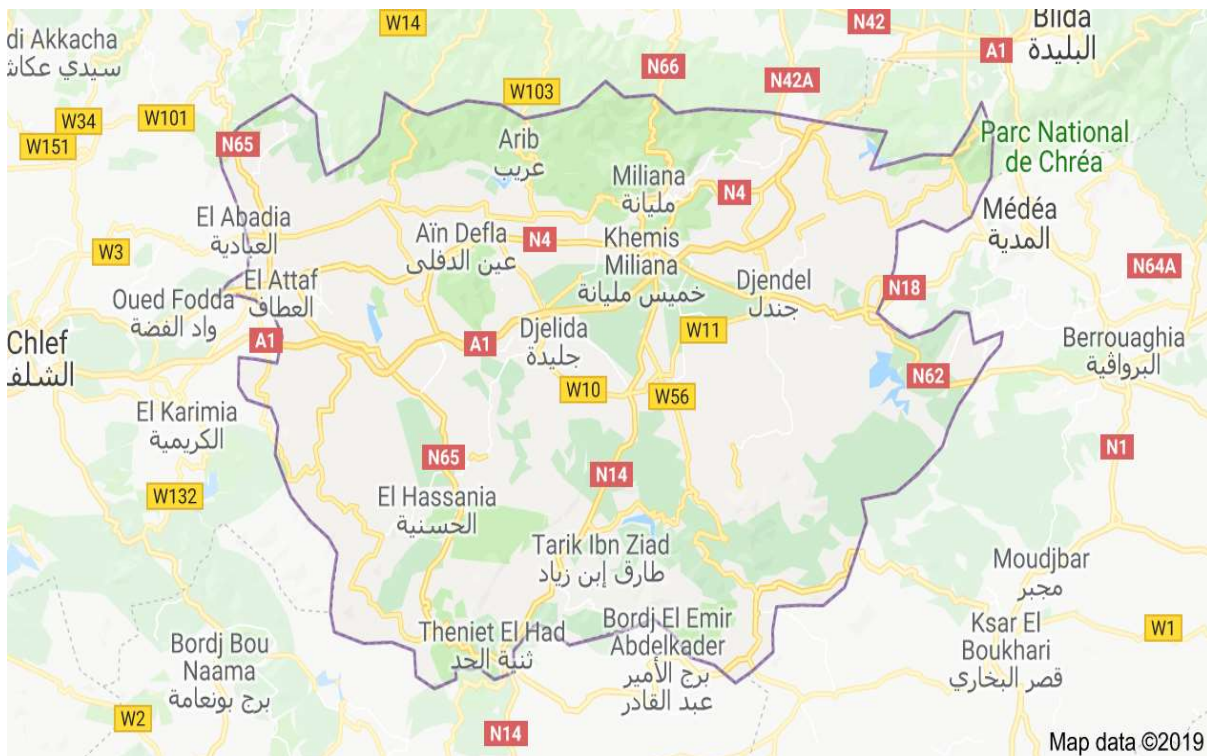 W14
N42
Blida
البليدة
di Akkacha
سيدي عكاش
A1
N66
N42A
W103
W34
W101
W151
N65
Arib
عريب
Parc National
de Chréa
Miliana
مليانة
N4
El Abadia
العبادية
Médéa
المدية
Aïn Defla
عين الدفلى
N4
Khemis
Miliana
خميس مليانة
W3
N64A
El Attaf
العطاف
Djendel
جندل
N18
Oued Fodda
واد الفضة
A1
A1
Djelida
جليدة
W11
Chlef
الشلف
Berrouaghia
البرواقية
N62
W10
W56
El Karimia
الكريمية
N65
N14
N1
W132
El Hassania
الحسنية
Tarik Ibn Ziad
طارق إبن زياد
Moudjbar
مجبر
Theniet El Had
ثنية الحد
Bordj El Emir
Abdelkader
برج الأمير
عبد القادر
Ksar El
Boukhari
قصر البخاري
W1
Bordj Bou
Naama
برج بونعامة
W2
N14
Map data ©2019